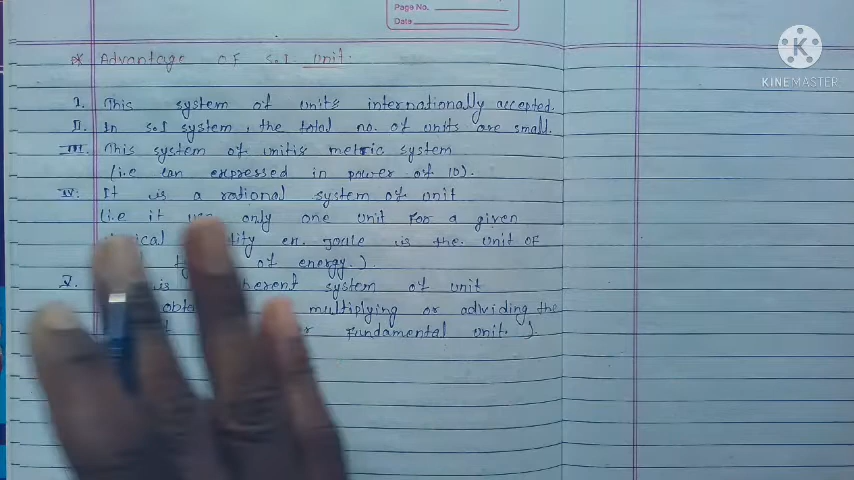 Page No.
Date
* Advantage OF S.I Unit.
I. This system of units internationally accepted.
II. In S.I system, the total no. of units are small.
III. This system of unitis metric system
(i.e can expressed in power of 10).
IV. It is a rational system of unit
(i.e it use only one unit for a given
en. joule is the unit OF
of energy.)
V. is system of unit
multiplying or adividing the
Fundamental unit. )
K
KINEMASTER